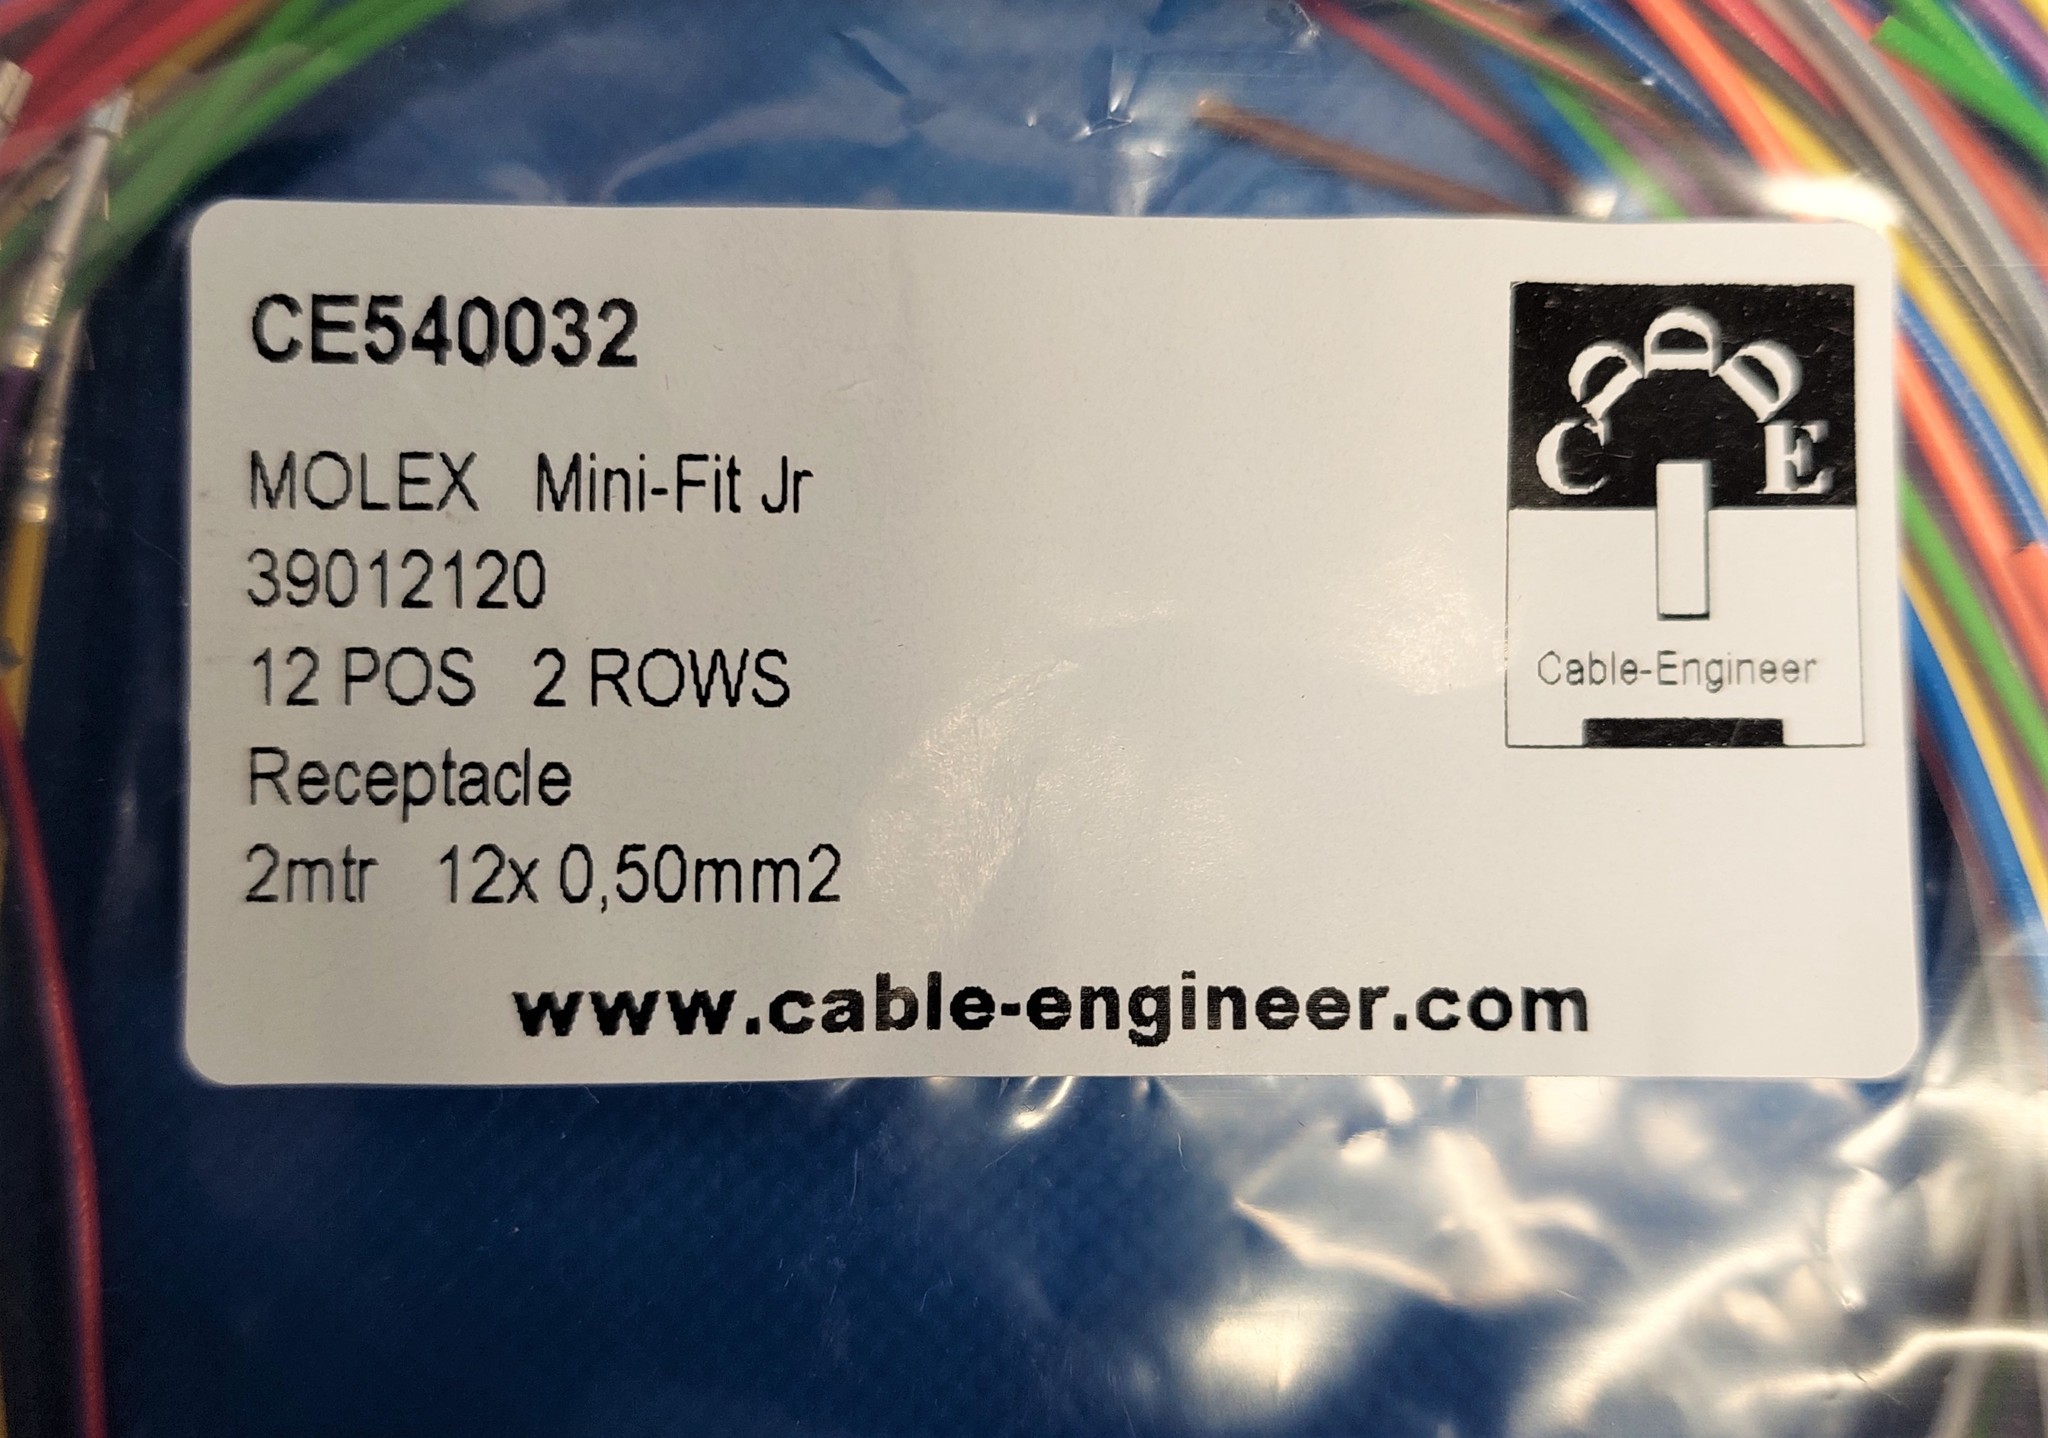 CE540032
MOLEX Mini-Fit Jr
39012120
12 POS 2 ROWS
Receptacle
2mtr 12x 0,50mm2
www.cable-engineer.com
C E
Cable-Engineer